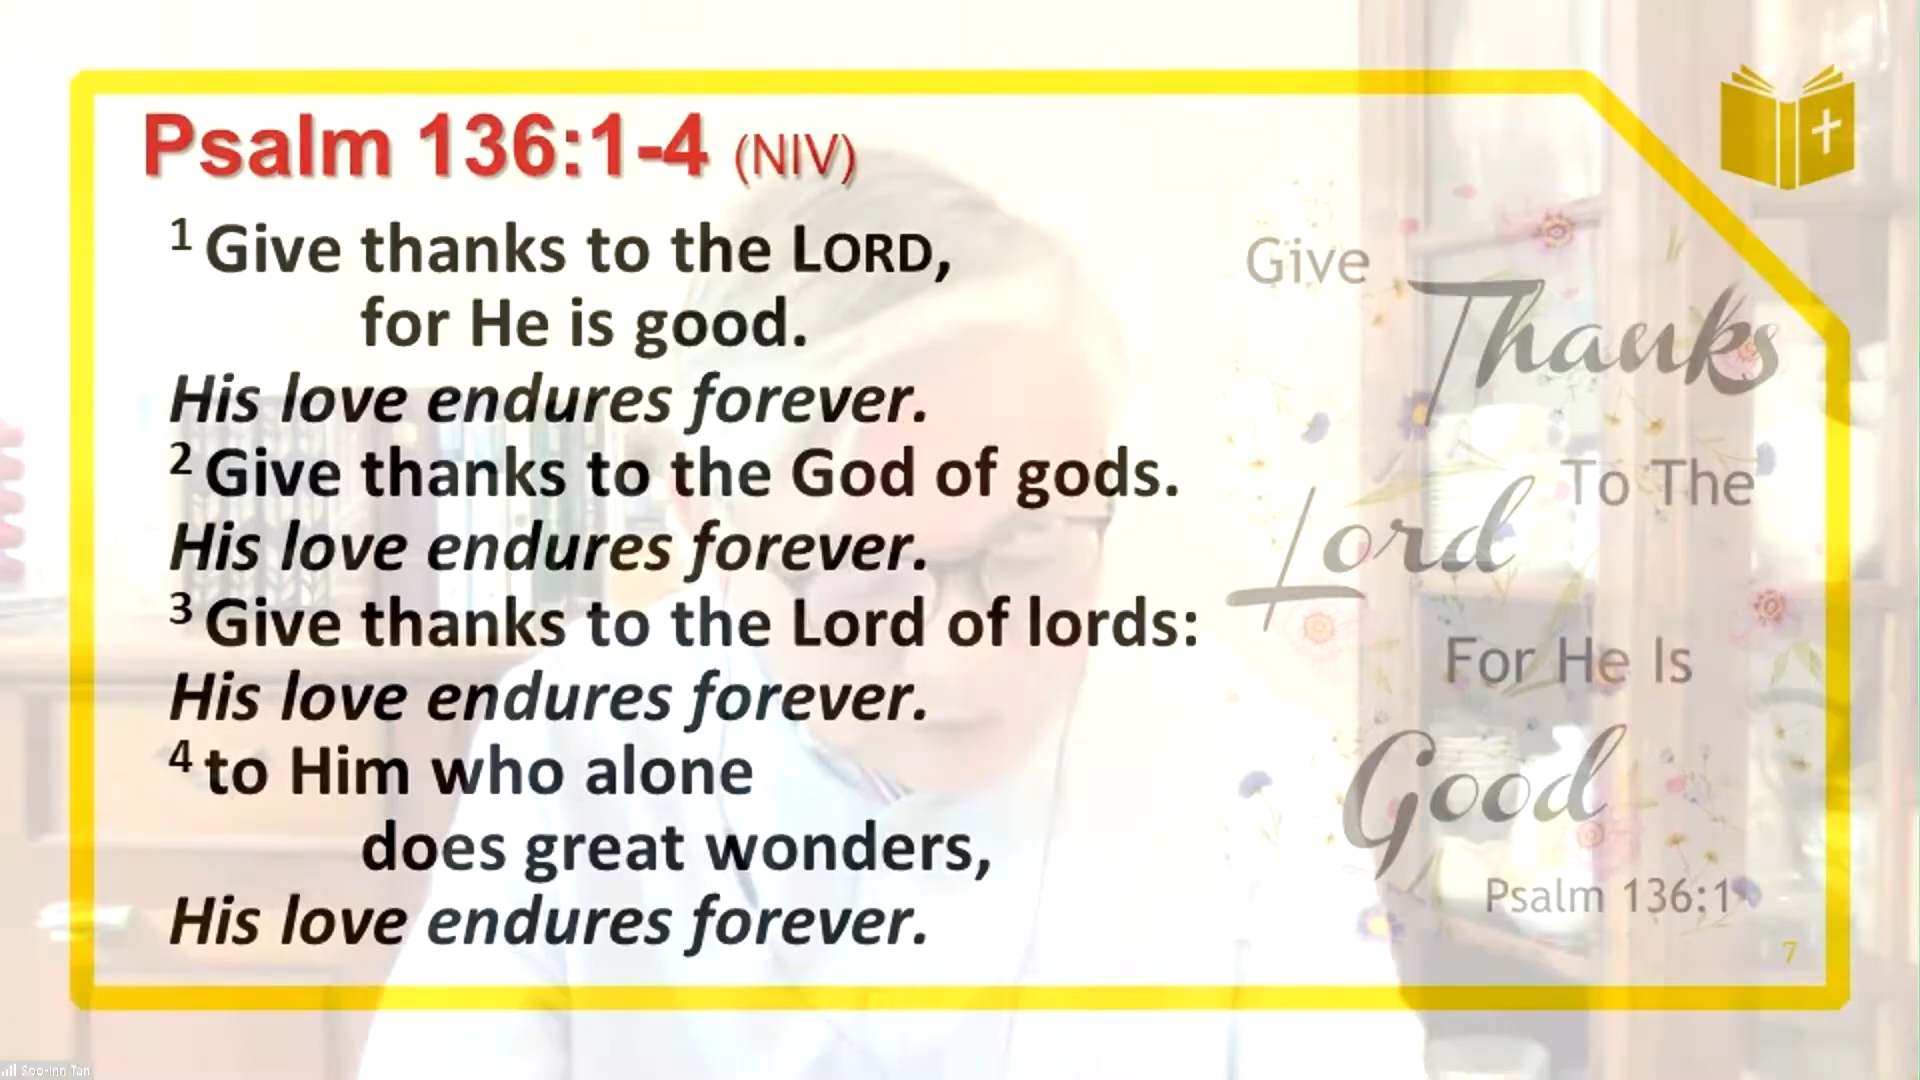 Psalm 136:1-4 (NIV)
1 Give thanks to the LORD,
for He is good.
His love endures forever.
2 Give thanks to the God of gods.
His love endures forever.
3 Give thanks to the Lord of lords:
His love endures forever.
4 to Him who alone
does great wonders,
His love endures forever.
Give
Thanks
To The
Lord
For He Is
Good
Psalm 136:1
7
Soo-Inn Tan